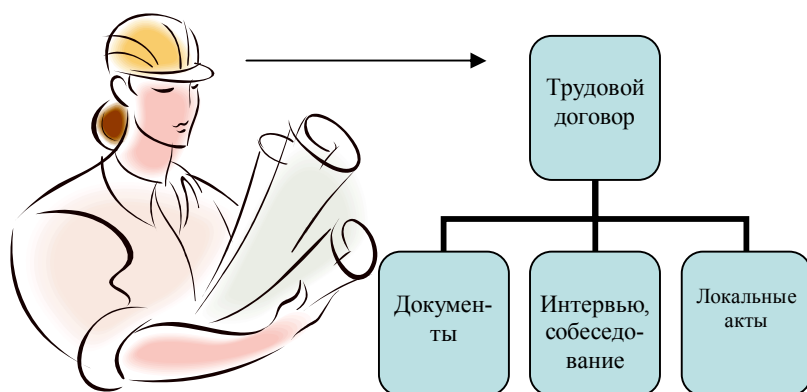 Трудовой
договор
Докумен-
ты
Интервью,
собеседо-
вание
Локальные
акты